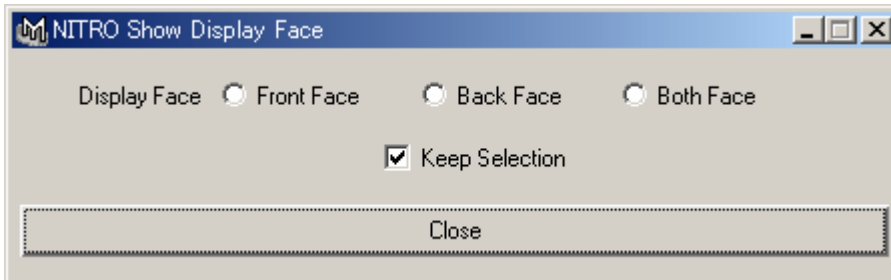 NITRO Show Display Face
Display Face Front Face Back Face Both Face
Keep Selection
Close